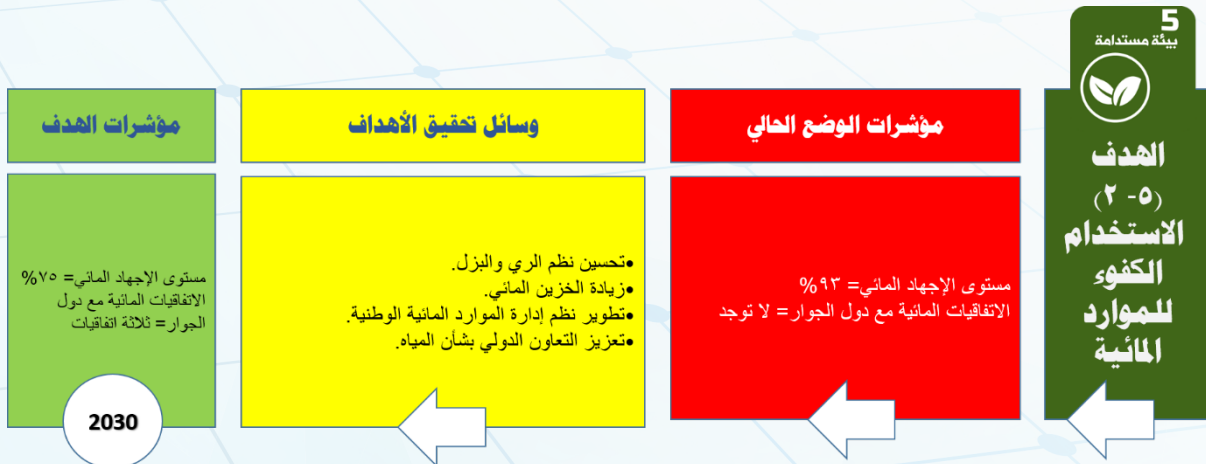 5
بيئة مستدامة
الهدف
(٥- ٢)
الاستخدام
الكفوء
للموارد
المائية
مؤشرات الوضع الحالي
مستوى الإجهاد المائي= ٩٣%
الاتفاقيات المائية مع دول الجوار= لا توجد
وسائل تحقيق الأهداف
•تحسين نظم الري والبزل.
•زيادة الخزين المائي.
•تطوير نظم إدارة الموارد المائية الوطنية.
•تعزيز التعاون الدولي بشأن المياه.
مؤشرات الهدف
مستوى الإجهاد المائي= ٧٥%
الاتفاقيات المائية مع دول
الجوار= ثلاثة اتفاقيات
2030